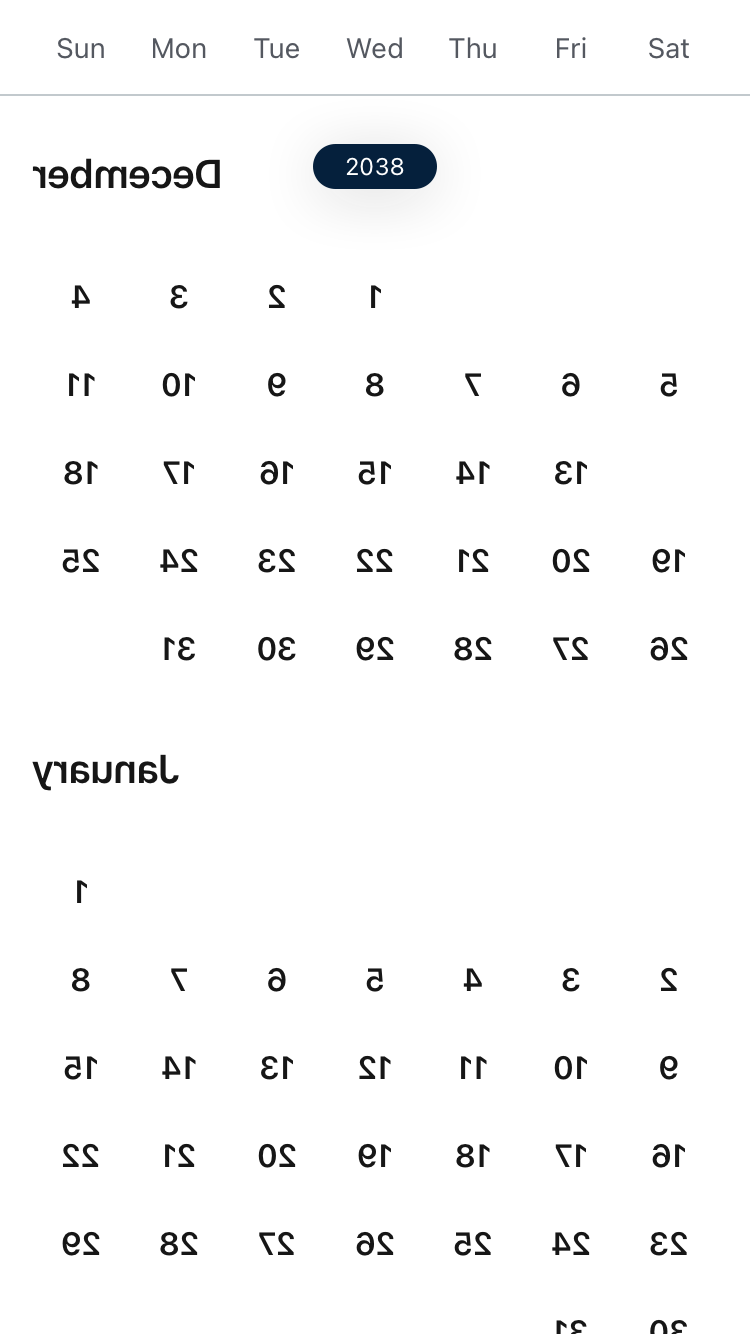 Sun Mon Tue Wed Thu Fri Sat
December
2038
4 3 2 1
11 10 9 8 7 6 5
18 17 16 15 14 13
25 24 23 22 21 20 19
31 30 29 28 27 26
January
1
8 7 6 5 4 3 2
15 14 13 12 11 10 9
22 21 20 19 18 17 16
29 28 27 26 25 24 23
31 30